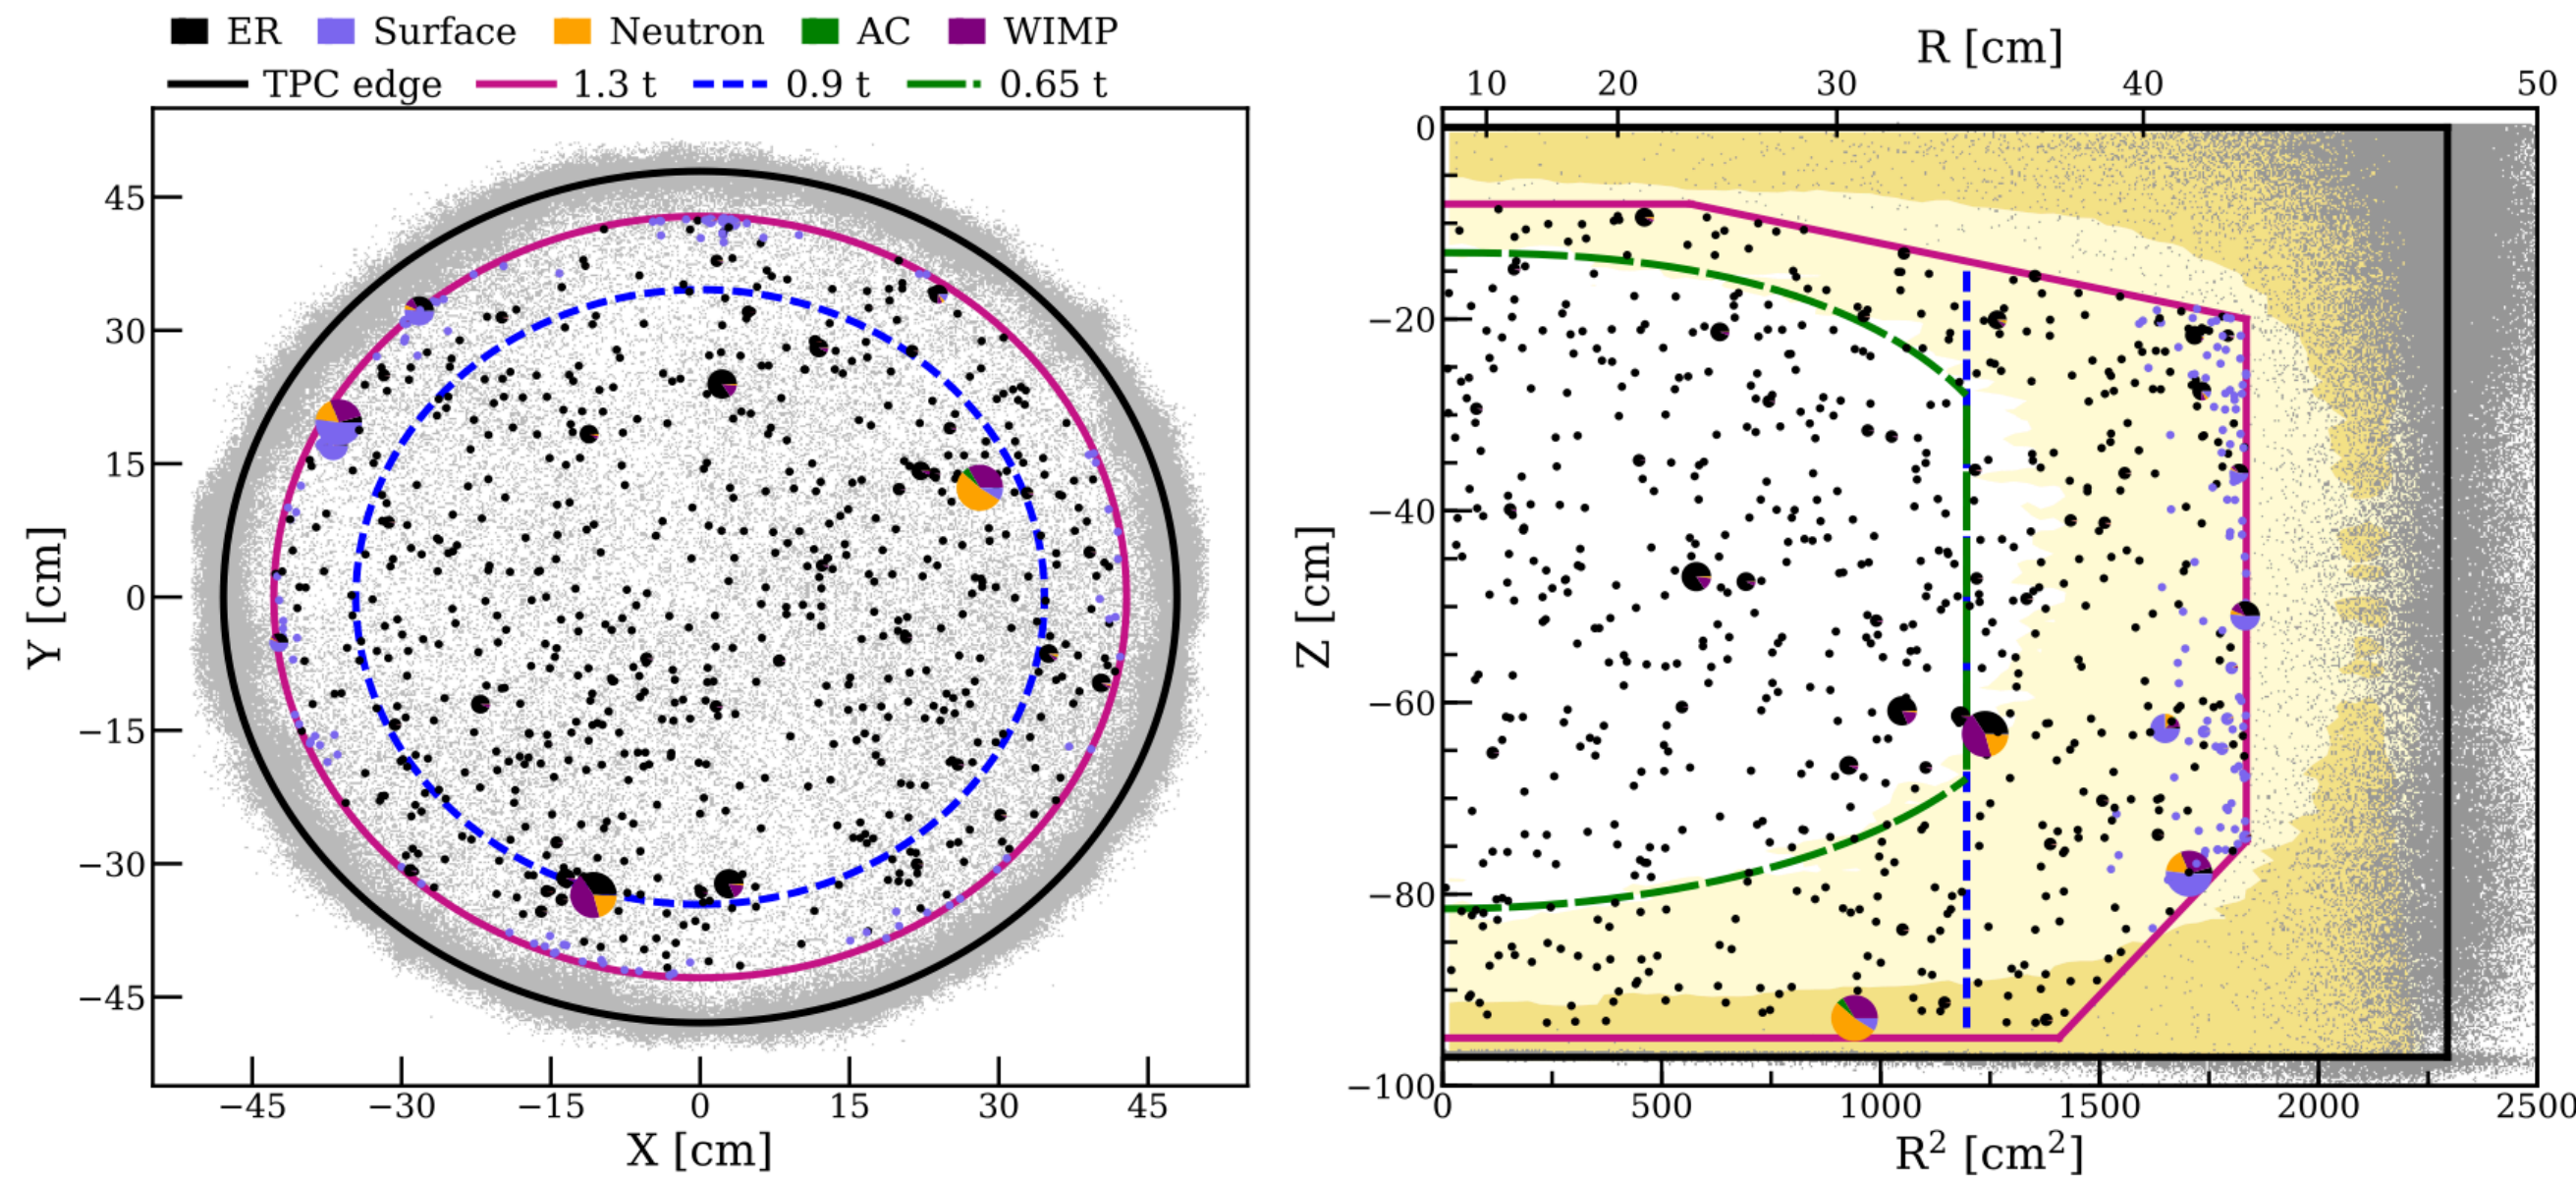 ER Surface Neutron AC WIMP
TPC edge 1.3 t 0.9 t 0.65 t
45
30
15
0
−15
−30
−45
Y [cm]
−45 −30 −15 0 15 30 45
X [cm]
R [cm]
10 20 30 40 50
0
−20
−40
−60
−80
−100
Z [cm]
0 500 1000 1500 2000 2500
R² [cm²]